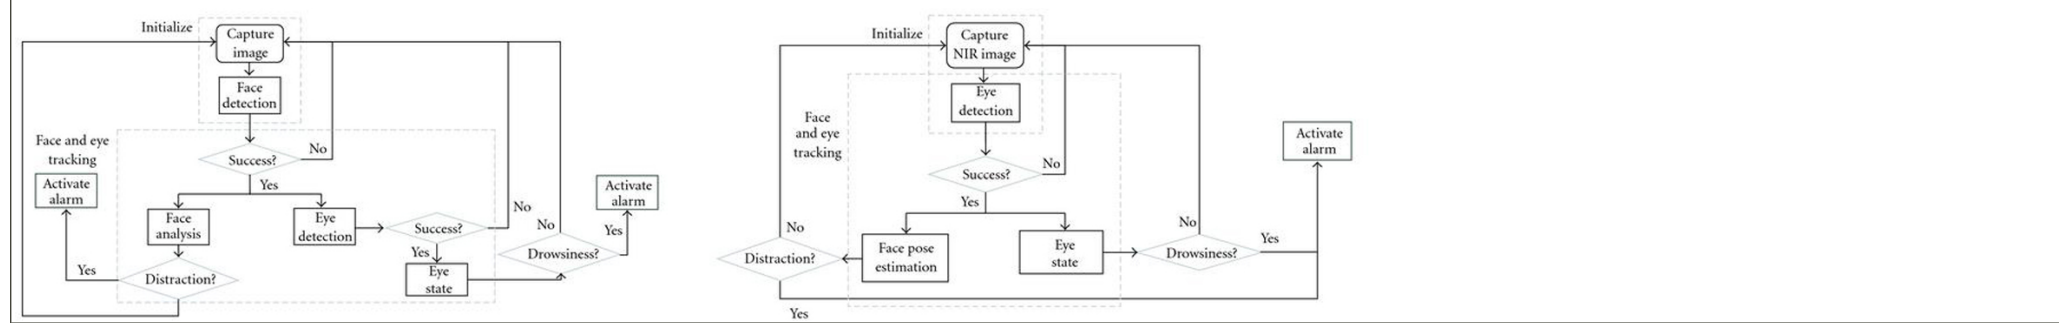 Initialize
Capture
image
Face
detection
Face and eye
tracking
Success?
No
Yes
Activate
alarm
Face
analysis
Eye
detection
Success?
No
Yes
Distraction?
Yes
Eye
state
No
Drowsiness?
Yes
Activate
alarm
Initialize
Capture
NIR image
Eye
detection
Face
and eye
tracking
Success?
No
Yes
Face pose
estimation
Eye
state
No
Distraction?
Yes
No
Drowsiness?
Yes
Activate
alarm